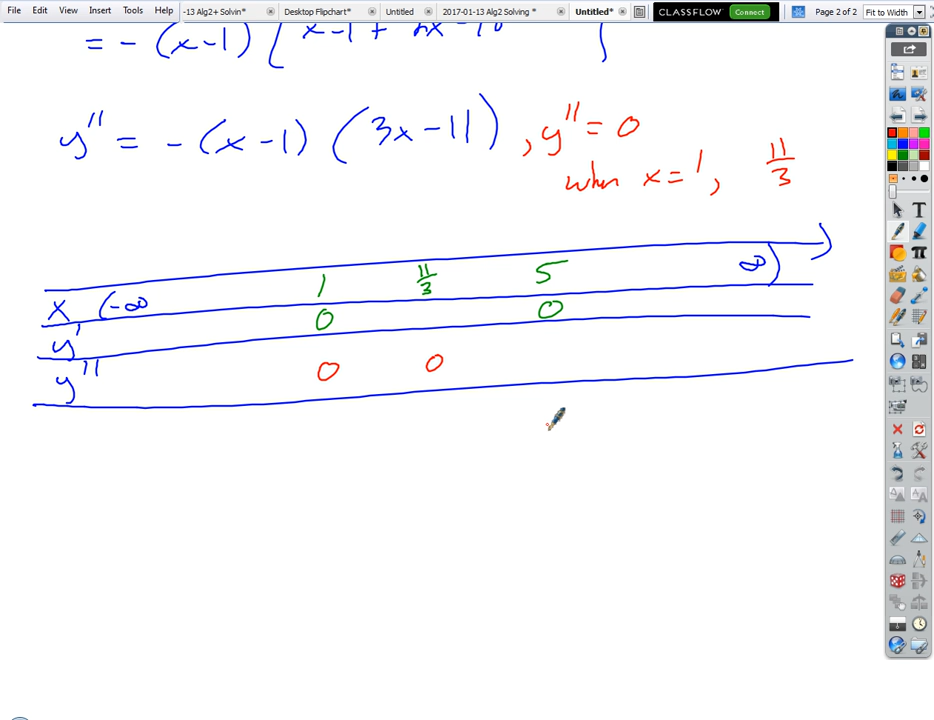 File Edit View Insert Tools Help -13 Alg2+ Solvin* Desktop Flipchart* Untitled 2017-01-13 Alg2 Solving * Untitled* CLASSFLOW Connect Page 2 of 2 Fit to Width
= - (x-1) [
y'' = -(x-1) (3x-11) , y'' = 0
when x = 1, 11/3
x (-∞ 1 11/3 5 ∞)
y' 0 0
y'' 0 0